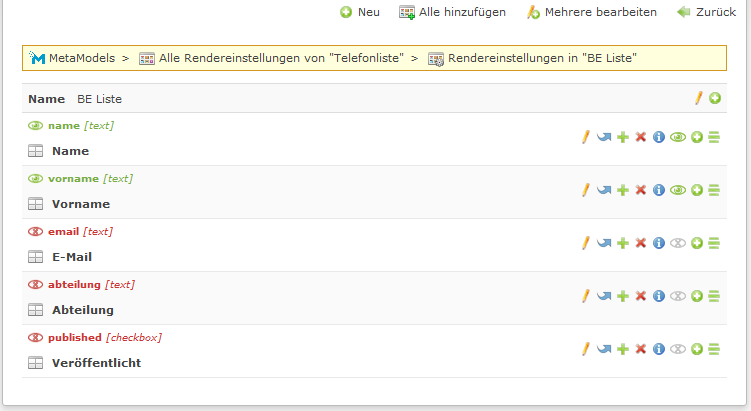 Neu Alle hinzufügen Mehrere bearbeiten Zurück
MetaModels > Alle Rendereinstellungen von "Telefonliste" > Rendereinstellungen in "BE Liste"
Name BE Liste
name [text]
Name
vorname [text]
Vorname
email [text]
E-Mail
abteilung [text]
Abteilung
published [checkbox]
Veröffentlicht